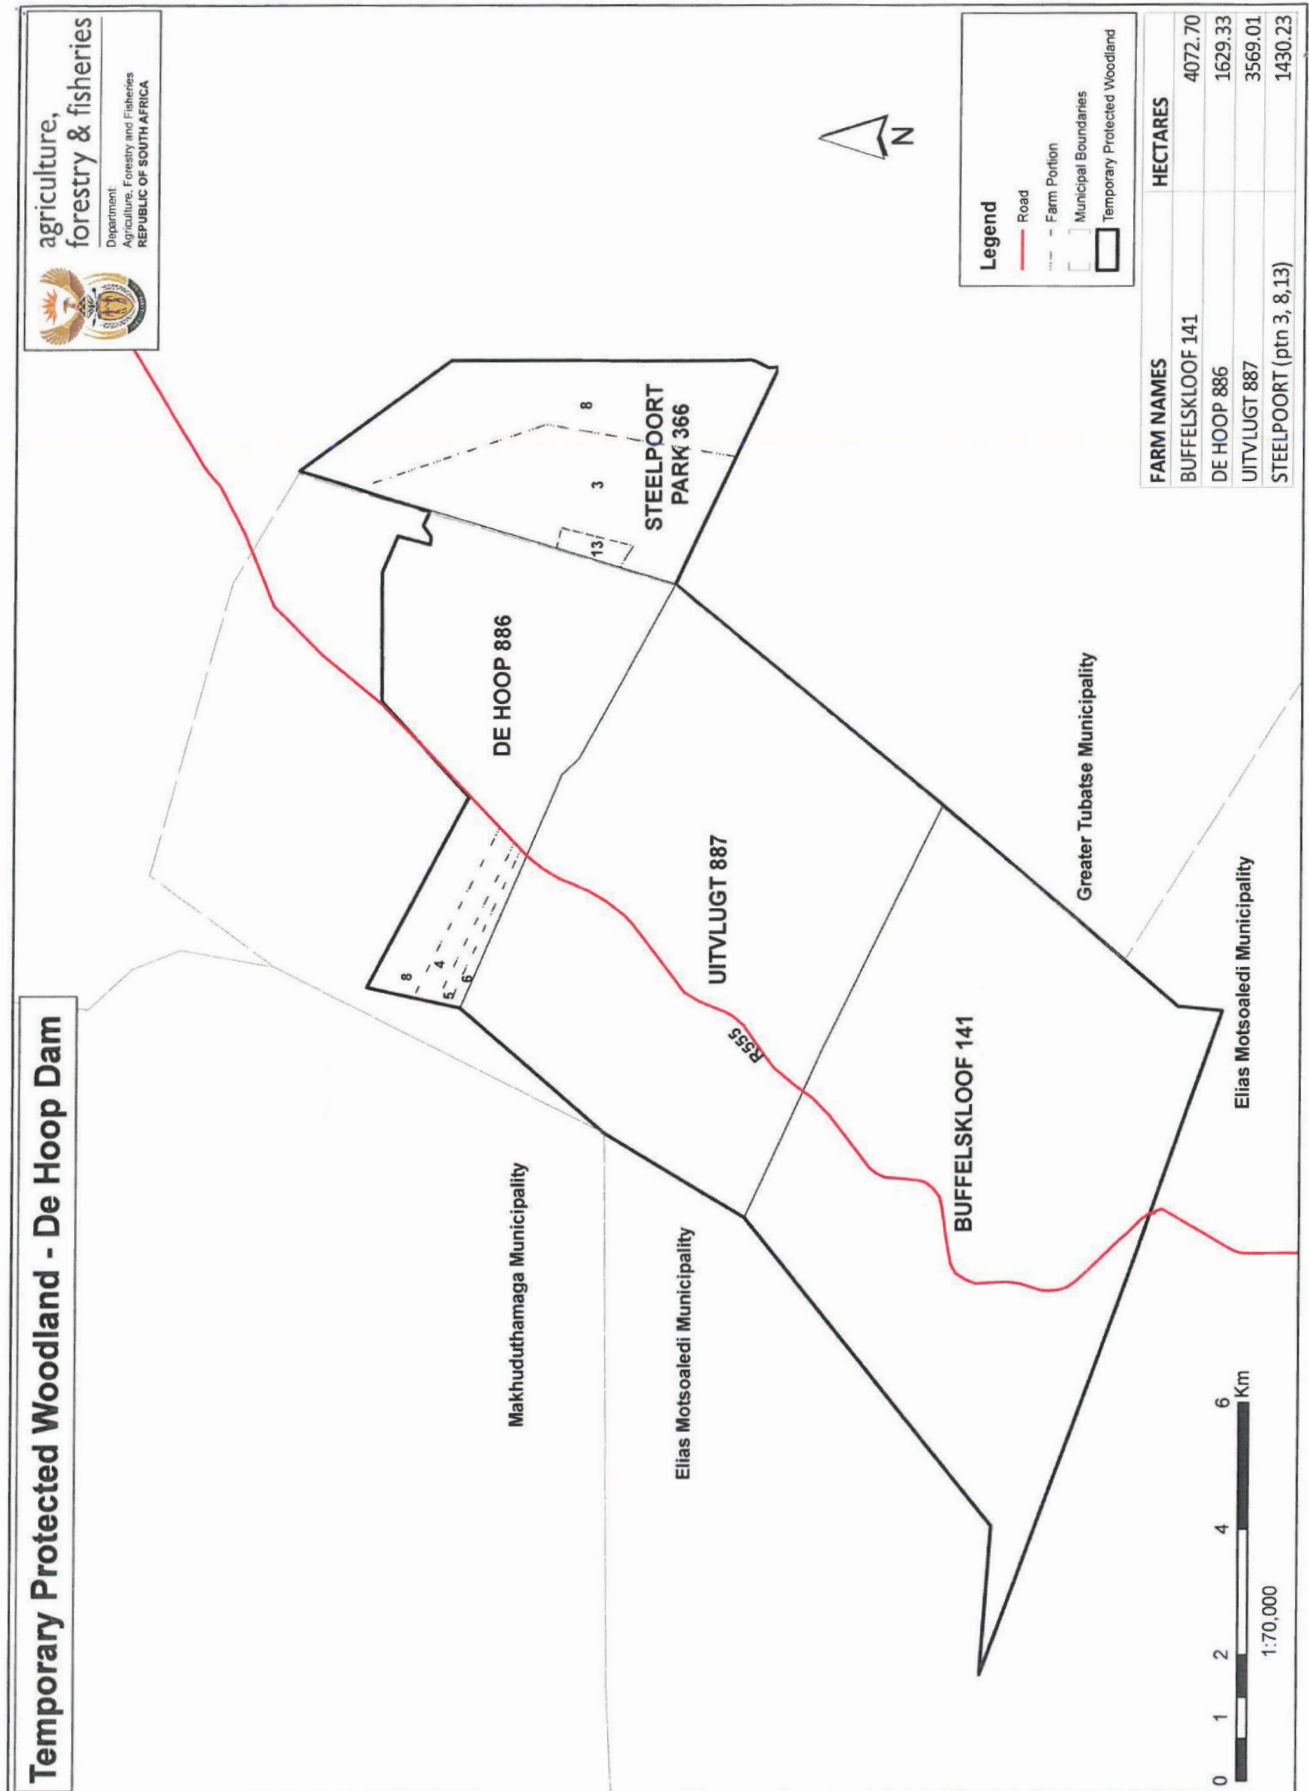 Temporary Protected Woodland - De Hoop Dam
agriculture,
forestry & fisheries
Department:
Agriculture, Forestry and Fisheries
REPUBLIC OF SOUTH AFRICA
Makhuduthamaga Municipality
Elias Motsoaledi Municipality
8
4
5
6
DE HOOP 886
13
3
8
STEELPOORT
PARK 366
UITVLUGT 887
R555
BUFFELSKLOOF 141
Greater Tubatse Municipality
Elias Motsoaledi Municipality
N
Legend
Road
Farm Portion
Municipal Boundaries
Temporary Protected Woodland
FARM NAMES HECTARES
BUFFELSKLOOF 141 4072.70
DE HOOP 886 1629.33
UITVLUGT 887 3569.01
STEELPOORT (ptn 3, 8,13) 1430.23
0 1 2 4 6
Km
1:70,000